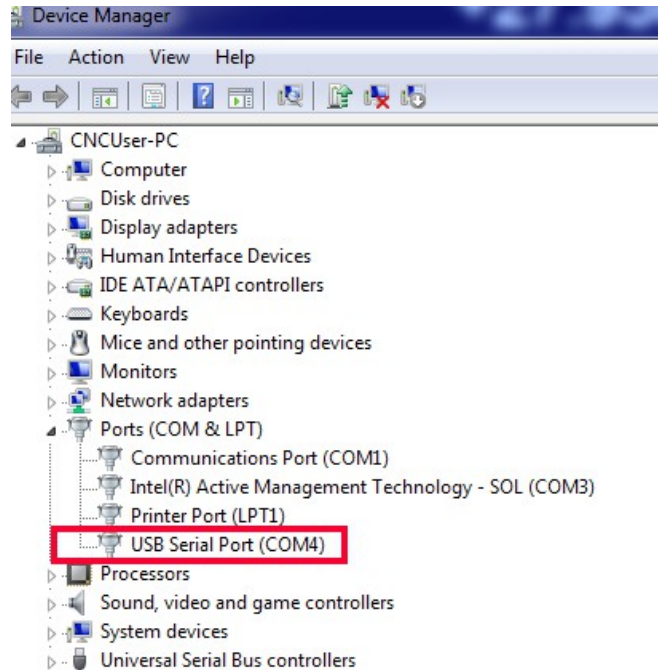 Device Manager
File Action View Help
CNCUser-PC
Computer
Disk drives
Display adapters
Human Interface Devices
IDE ATA/ATAPI controllers
Keyboards
Mice and other pointing devices
Monitors
Network adapters
Ports (COM & LPT)
Communications Port (COM1)
Intel(R) Active Management Technology - SOL (COM3)
Printer Port (LPT1)
USB Serial Port (COM4)
Processors
Sound, video and game controllers
System devices
Universal Serial Bus controllers